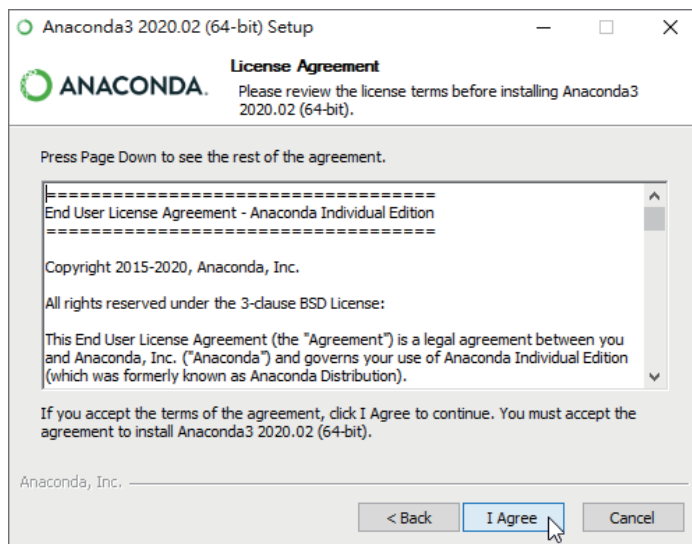 Anaconda3 2020.02 (64-bit) Setup
ANACONDA.
License Agreement
Please review the license terms before installing Anaconda3
2020.02 (64-bit).
Press Page Down to see the rest of the agreement.
===================================
End User License Agreement - Anaconda Individual Edition
===================================
Copyright 2015-2020, Anaconda, Inc.
All rights reserved under the 3-clause BSD License:
This End User License Agreement (the "Agreement") is a legal agreement between you
and Anaconda, Inc. ("Anaconda") and governs your use of Anaconda Individual Edition
(which was formerly known as Anaconda Distribution).
If you accept the terms of the agreement, click I Agree to continue. You must accept the
agreement to install Anaconda3 2020.02 (64-bit).
Anaconda, Inc.
< Back
I Agree
Cancel